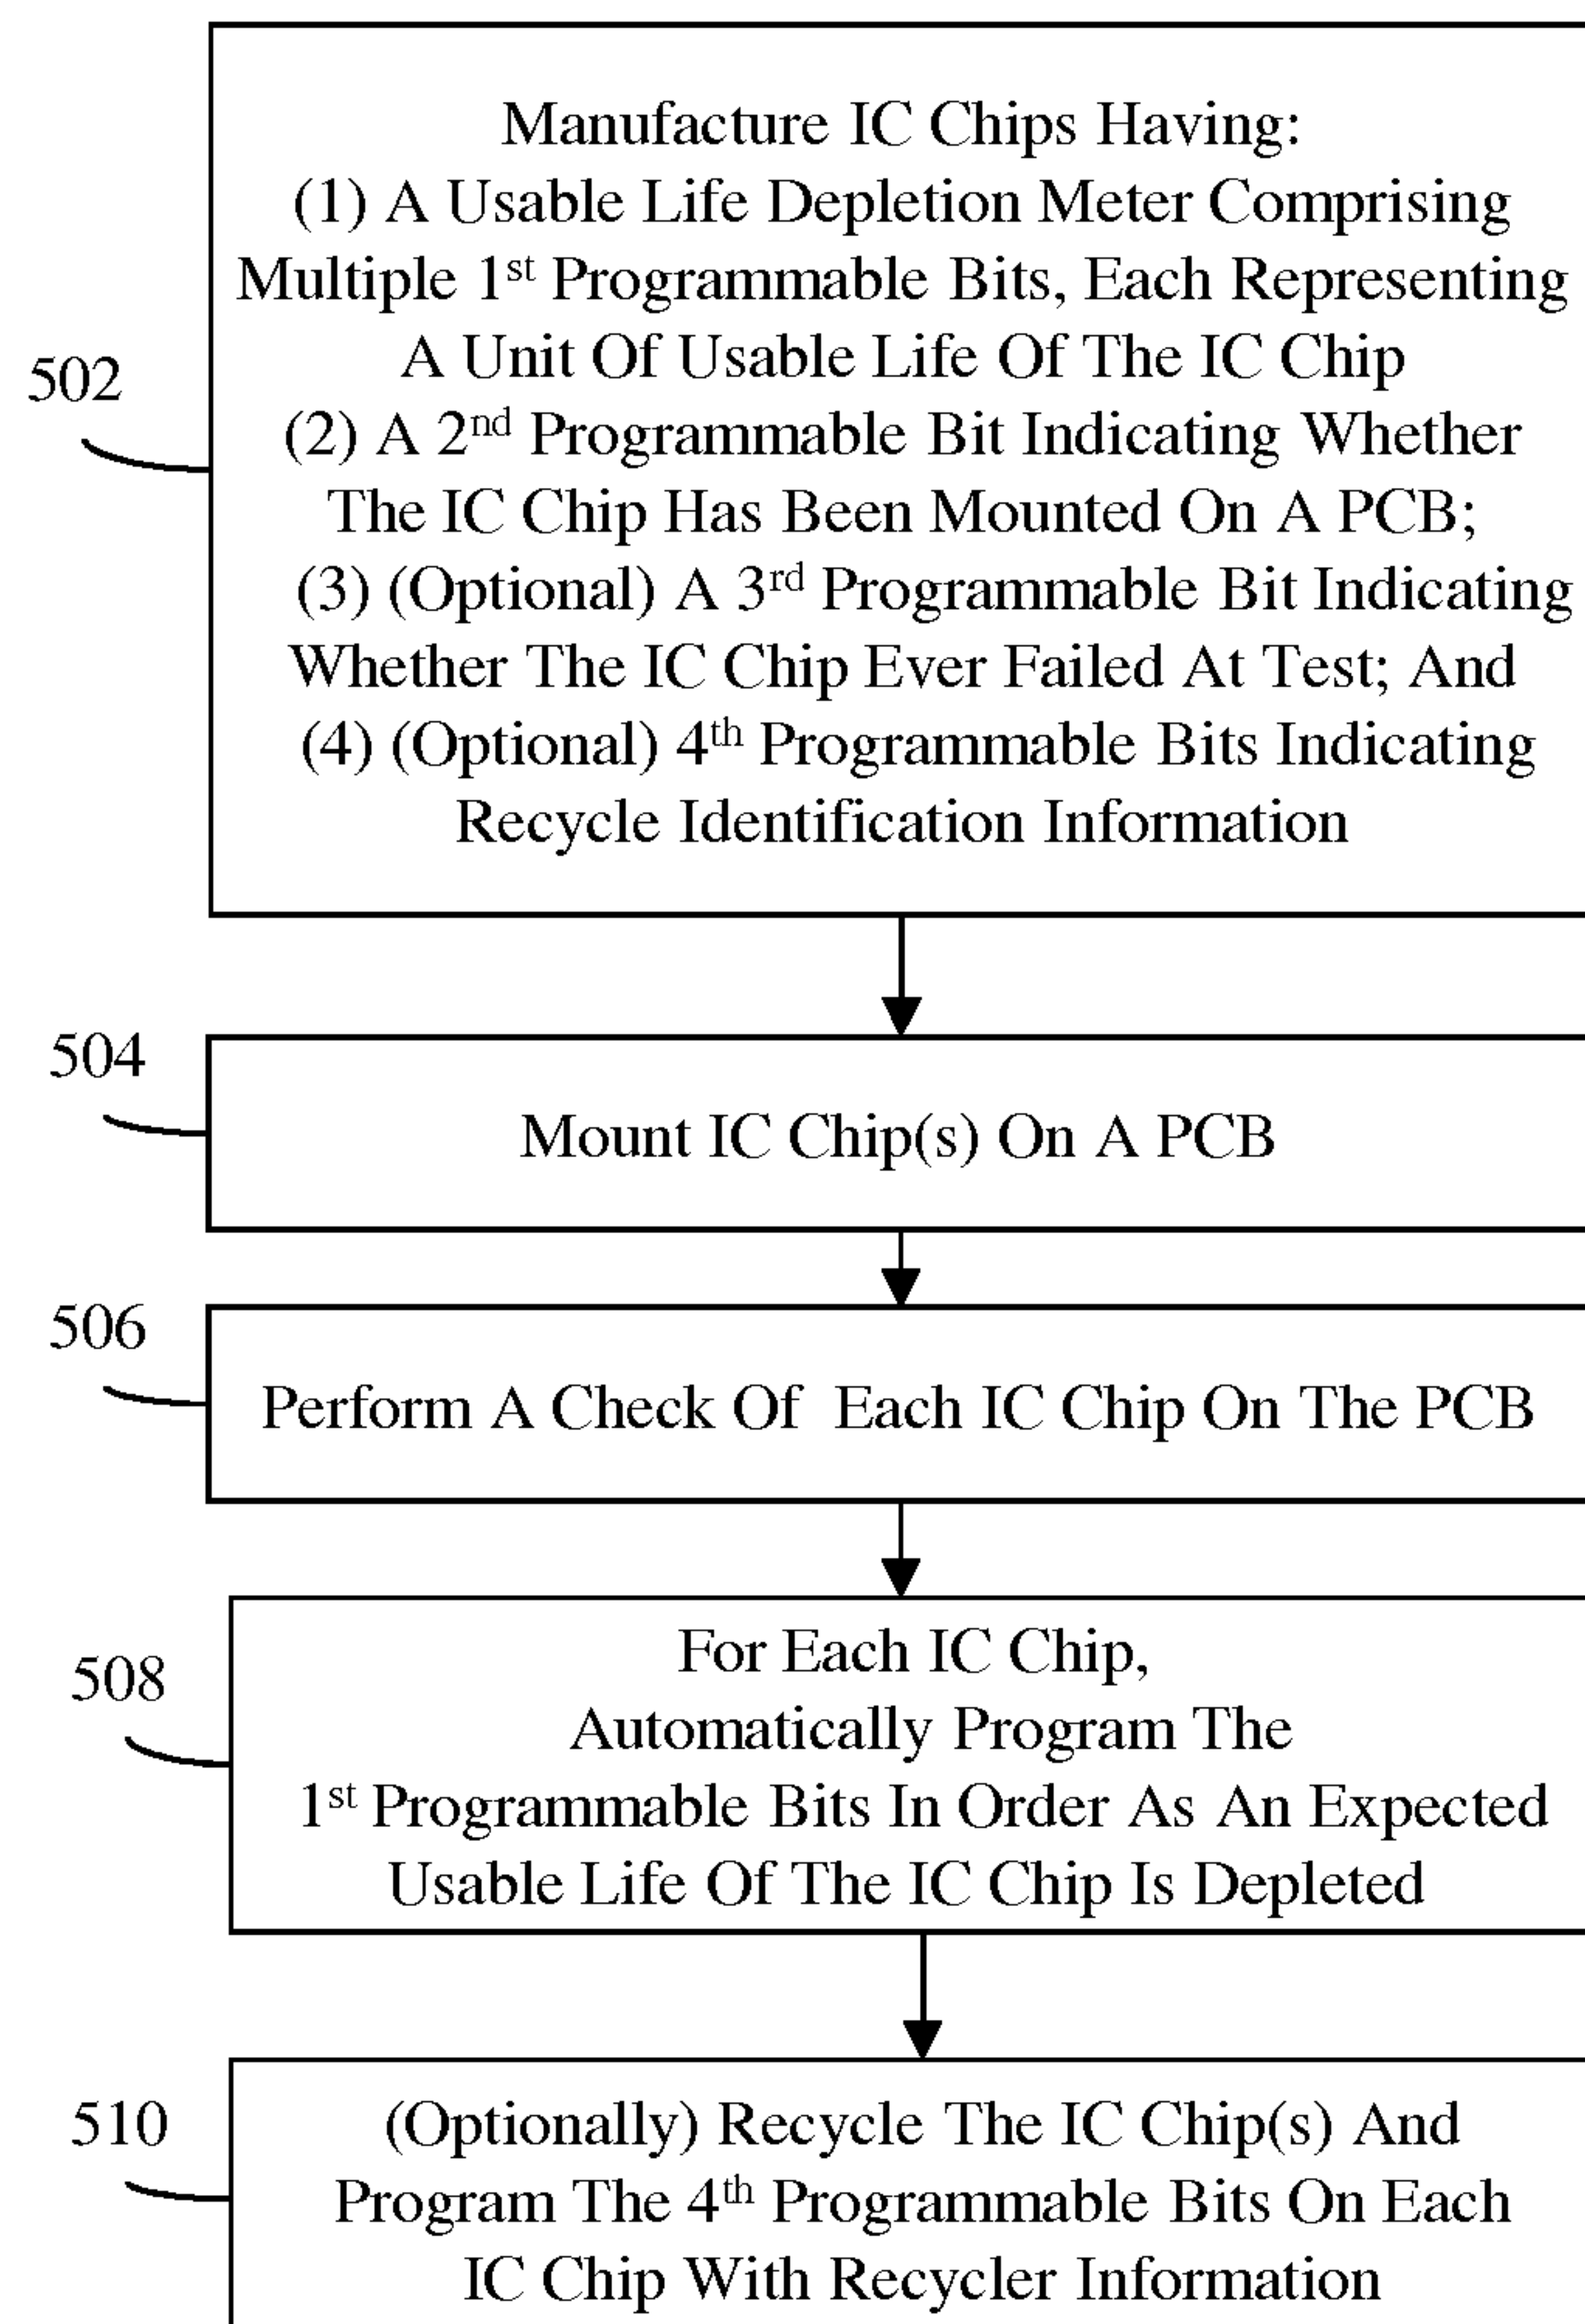 Manufacture IC Chips Having:
(1) A Usable Life Depletion Meter Comprising
Multiple 1st Programmable Bits, Each Representing
A Unit Of Usable Life Of The IC Chip
502
(2) A 2nd Programmable Bit Indicating Whether
The IC Chip Has Been Mounted On A PCB;
(3) (Optional) A 3rd Programmable Bit Indicating
Whether The IC Chip Ever Failed At Test; And
(4) (Optional) 4th Programmable Bits Indicating
Recycle Identification Information
504
Mount IC Chip(s) On A PCB
506
Perform A Check Of Each IC Chip On The PCB
508
For Each IC Chip,
Automatically Program The
1st Programmable Bits In Order As An Expected
Usable Life Of The IC Chip Is Depleted
510
(Optionally) Recycle The IC Chip(s) And
Program The 4th Programmable Bits On Each
IC Chip With Recycler Information